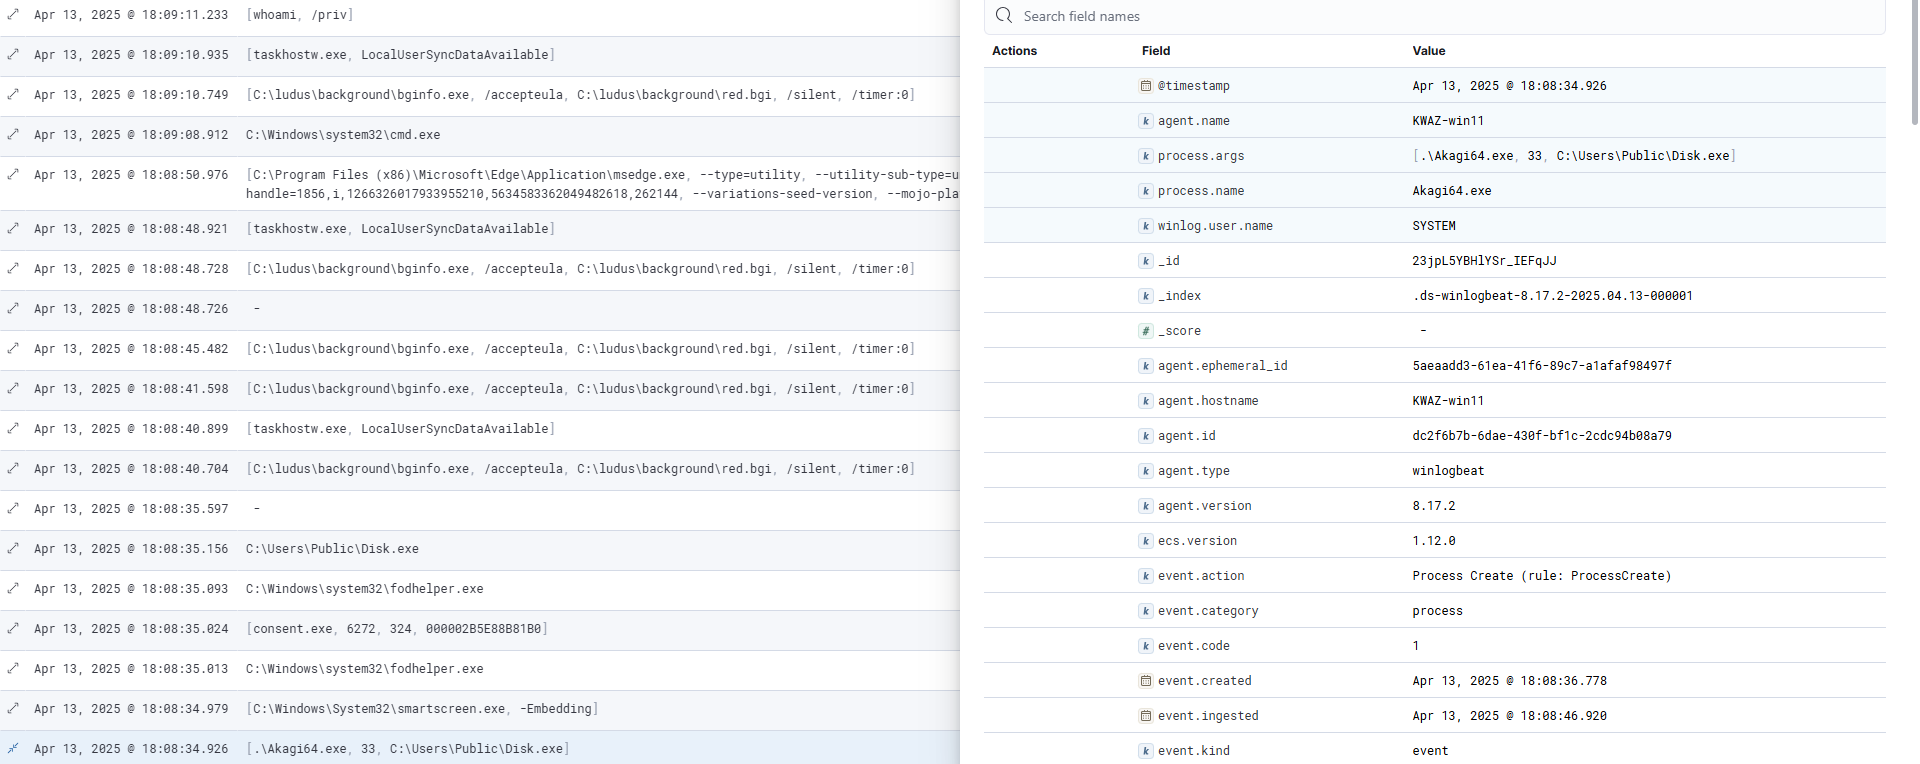 Apr 13, 2025 @ 18:09:11.233 [whoami, /priv]
Apr 13, 2025 @ 18:09:10.935 [taskhostw.exe, LocalUserSyncDataAvailable]
Apr 13, 2025 @ 18:09:10.749 [C:\ludus\background\bginfo.exe, /accepteula, C:\ludus\background\red.bgi, /silent, /timer:0]
Apr 13, 2025 @ 18:09:08.912 C:\Windows\system32\cmd.exe
Apr 13, 2025 @ 18:08:50.976 [C:\Program Files (x86)\Microsoft\Edge\Application\msedge.exe, --type=utility, --utility-sub-type=u
handle=1856,i,1266326017933955210,5634583362049482618,262144, --variations-seed-version, --mojo-pla
Apr 13, 2025 @ 18:08:48.921 [taskhostw.exe, LocalUserSyncDataAvailable]
Apr 13, 2025 @ 18:08:48.728 [C:\ludus\background\bginfo.exe, /accepteula, C:\ludus\background\red.bgi, /silent, /timer:0]
Apr 13, 2025 @ 18:08:48.726 -
Apr 13, 2025 @ 18:08:45.482 [C:\ludus\background\bginfo.exe, /accepteula, C:\ludus\background\red.bgi, /silent, /timer:0]
Apr 13, 2025 @ 18:08:41.598 [C:\ludus\background\bginfo.exe, /accepteula, C:\ludus\background\red.bgi, /silent, /timer:0]
Apr 13, 2025 @ 18:08:40.899 [taskhostw.exe, LocalUserSyncDataAvailable]
Apr 13, 2025 @ 18:08:40.704 [C:\ludus\background\bginfo.exe, /accepteula, C:\ludus\background\red.bgi, /silent, /timer:0]
Apr 13, 2025 @ 18:08:35.597 -
Apr 13, 2025 @ 18:08:35.156 C:\Users\Public\Disk.exe
Apr 13, 2025 @ 18:08:35.093 C:\Windows\system32\fodhelper.exe
Apr 13, 2025 @ 18:08:35.024 [consent.exe, 6272, 324, 000002B5E88B81B0]
Apr 13, 2025 @ 18:08:35.013 C:\Windows\system32\fodhelper.exe
Apr 13, 2025 @ 18:08:34.979 [C:\Windows\System32\smartscreen.exe, -Embedding]
Apr 13, 2025 @ 18:08:34.926 [.\Akagi64.exe, 33, C:\Users\Public\Disk.exe]
Search field names
Actions Field Value
@timestamp Apr 13, 2025 @ 18:08:34.926
k agent.name KWAZ-win11
k process.args [.\Akagi64.exe, 33, C:\Users\Public\Disk.exe]
k process.name Akagi64.exe
k winlog.user.name SYSTEM
k _id 23jpL5YBHlYSr_IEFqJJ
k _index .ds-winlogbeat-8.17.2-2025.04.13-000001
# _score -
k agent.ephemeral_id 5aeaadd3-61ea-41f6-89c7-a1afaf98497f
k agent.hostname KWAZ-win11
k agent.id dc2f6b7b-6dae-430f-bf1c-2cdc94b08a79
k agent.type winlogbeat
k agent.version 8.17.2
k ecs.version 1.12.0
k event.action Process Create (rule: ProcessCreate)
k event.category process
k event.code 1
event.created Apr 13, 2025 @ 18:08:36.778
event.ingested Apr 13, 2025 @ 18:08:46.920
k event.kind event